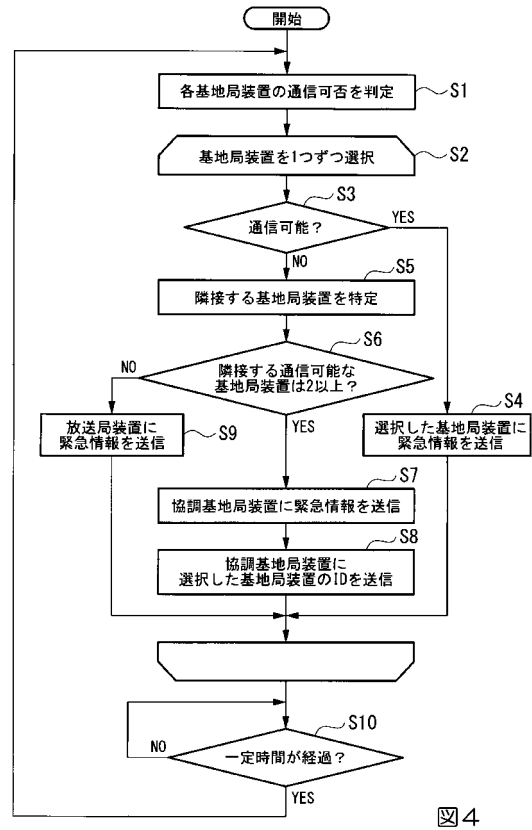 開始
各基地局装置の通信可否を判定
S1
基地局装置を1つずつ選択
S2
S3
通信可能?
YES
NO
S5
隣接する基地局装置を特定
S6
NO
隣接する通信可能な
基地局装置は2以上?
S4
放送局装置に
緊急情報を送信
S9
YES
選択した基地局装置に
緊急情報を送信
S7
協調基地局装置に緊急情報を送信
S8
協調基地局装置に
選択した基地局装置のIDを送信
S10
NO
一定時間が経過?
YES
図4